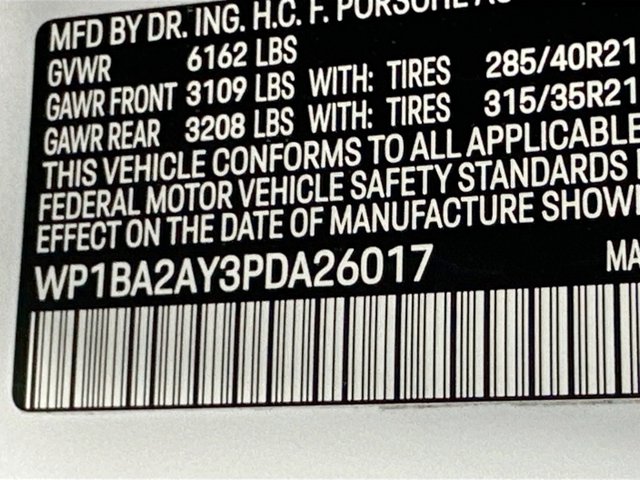 MFD BY DR. ING. H.C. F. PORSCHE AG
GVWR 6162 LBS
GAWR FRONT 3109 LBS WITH: TIRES 285/40R21
GAWR REAR 3208 LBS WITH: TIRES 315/35R21
THIS VEHICLE CONFORMS TO ALL APPLICABLE
FEDERAL MOTOR VEHICLE SAFETY STANDARDS
EFFECT ON THE DATE OF MANUFACTURE SHOW
WP1BA2AY3PDA26017 MA